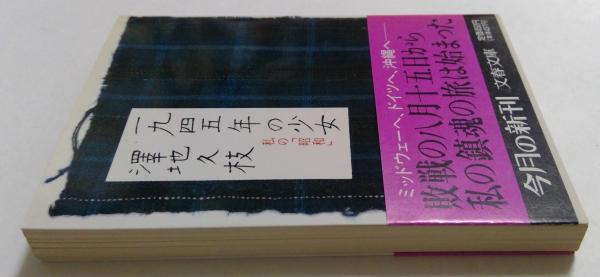 一九四五年の少女
私の「昭和」
澤地久枝
ミッドウェーへ、ドイツへ、沖縄へ——
敗戦の八月十五日から
私の鎮魂の旅は始まった
今月の新刊
文春文庫